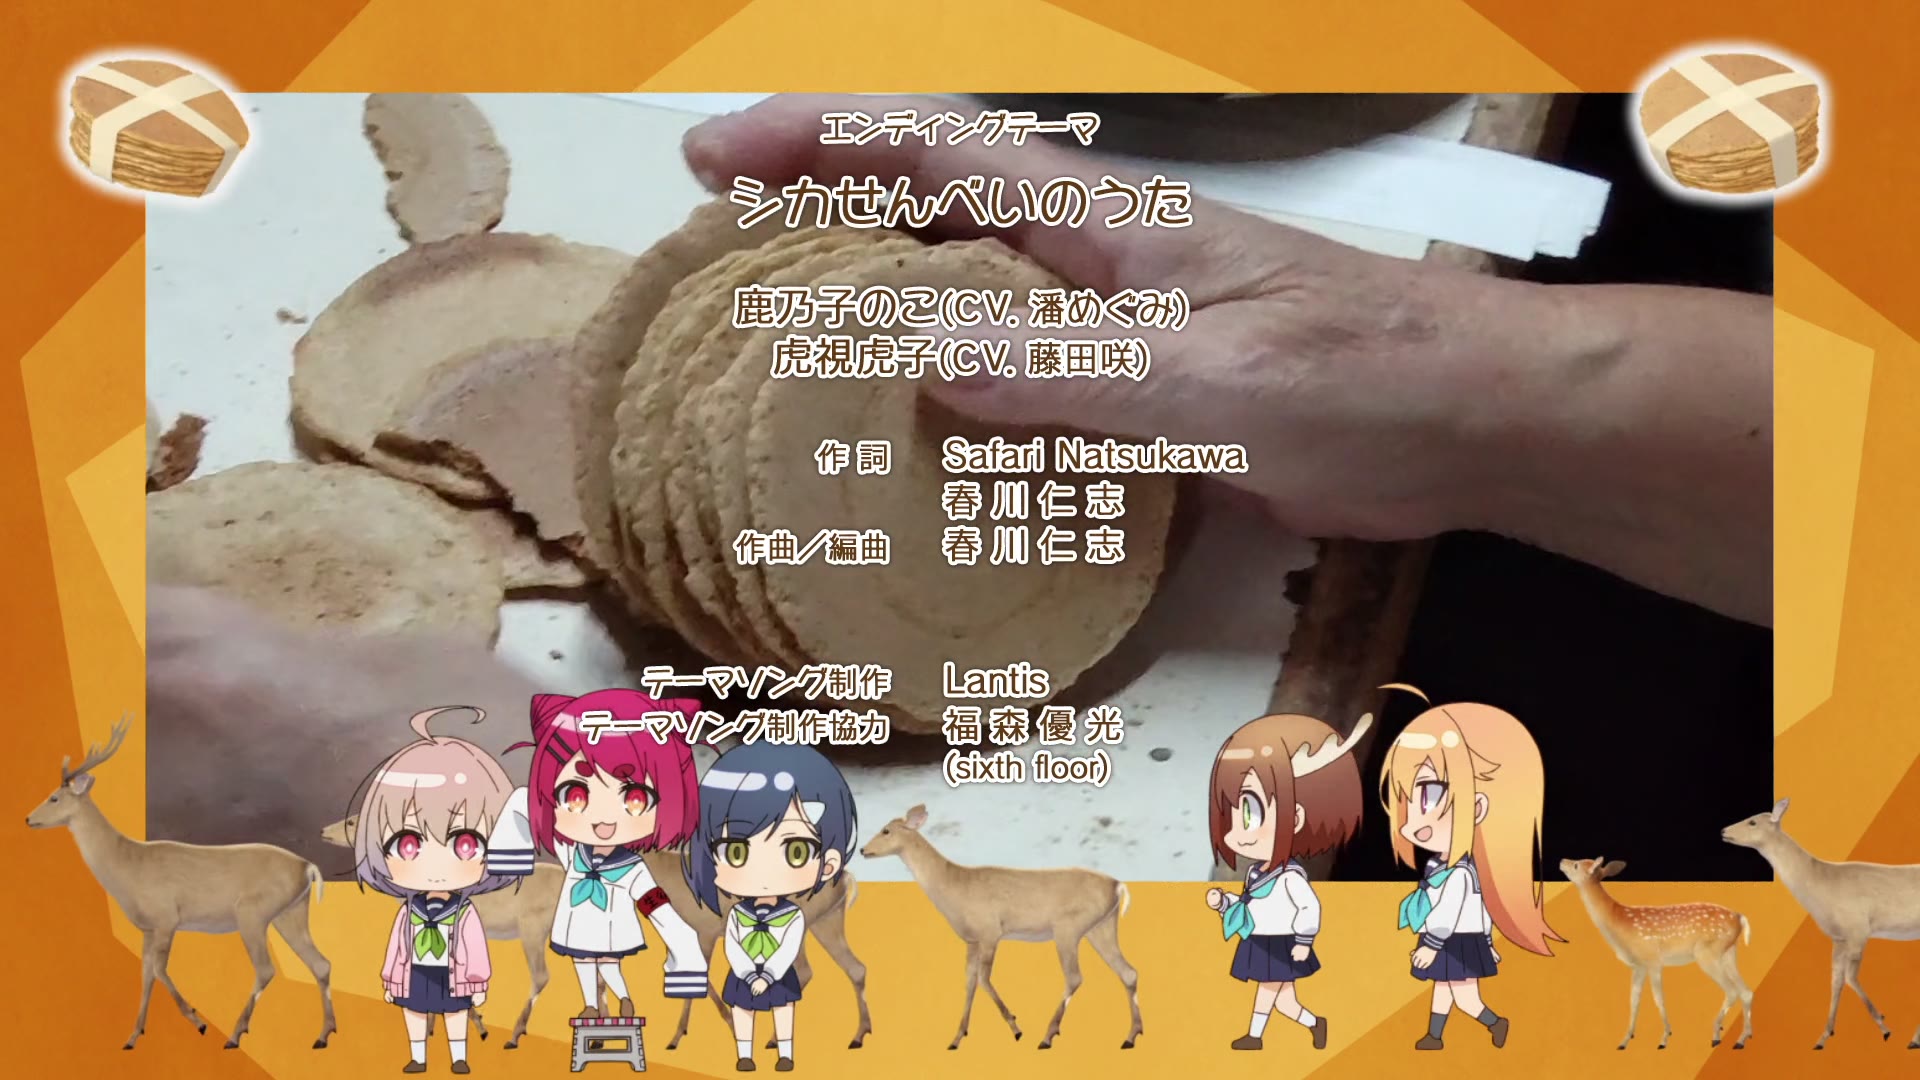 エンディングテーマ
シカせんべいのうた
鹿乃子のこ(CV. 潘めぐみ)
虎視虎子(CV. 藤田咲)
作 詞 Safari Natsukawa
春 川 仁 志
作曲／編曲 春 川 仁 志
テーマソング制作 Lantis
テーマソング制作協力 福 森 優 光
(sixth floor)